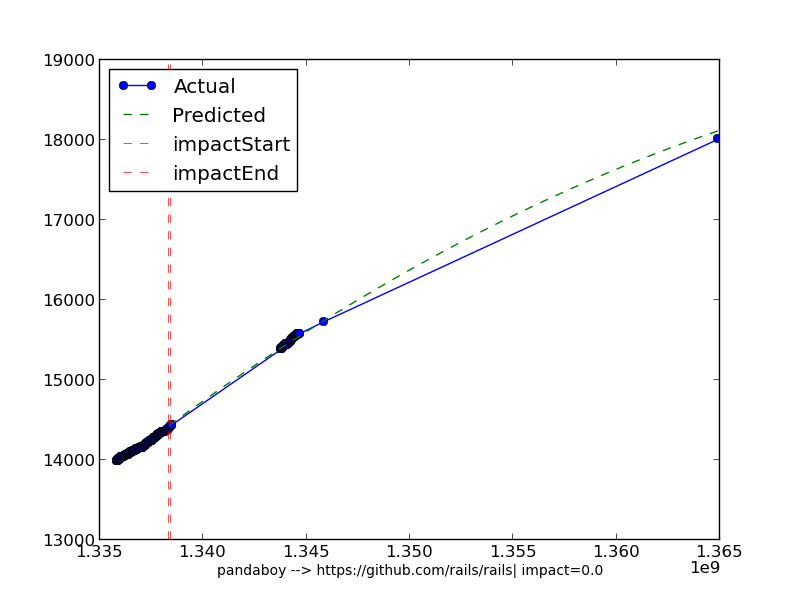 19000
18000
17000
16000
15000
14000
13000
Actual
Predicted
impactStart
impactEnd
1.335 1.340 1.345 1.350 1.355 1.360 1.365
1e9
pandaboy --> https://github.com/rails/rails| impact=0.0